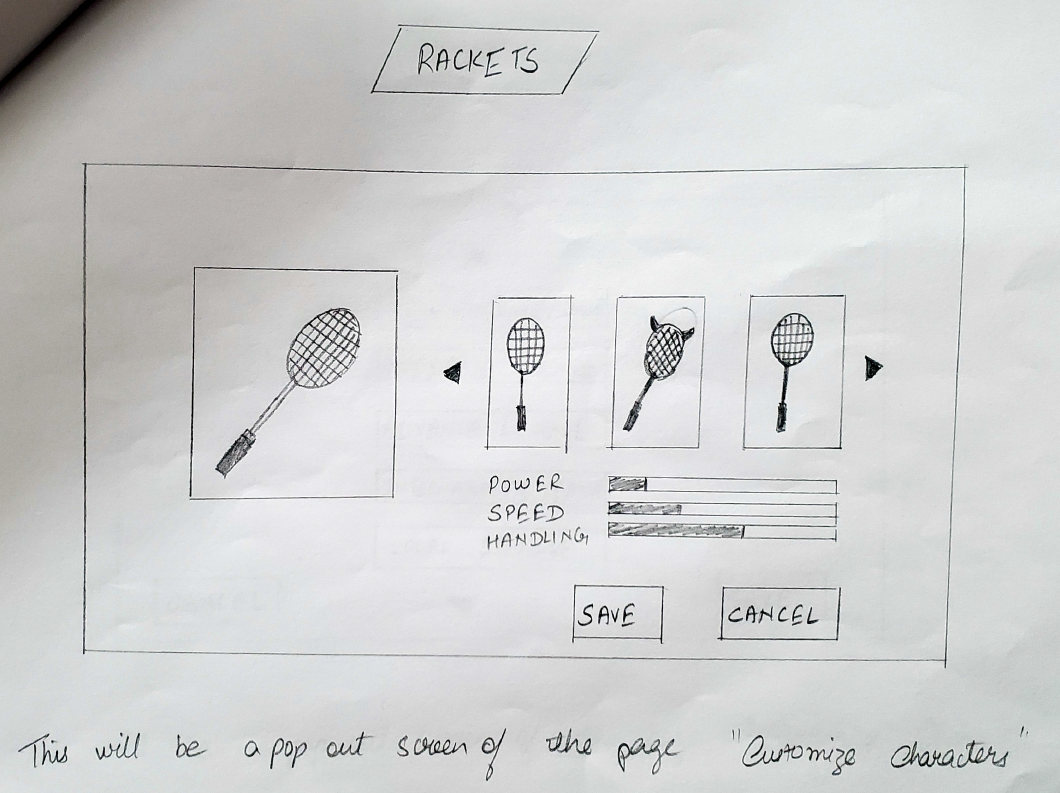 RACKETS
POWER
SPEED
HANDLING
SAVE CANCEL
This will be a pop out screen of the page "Customize Characters"